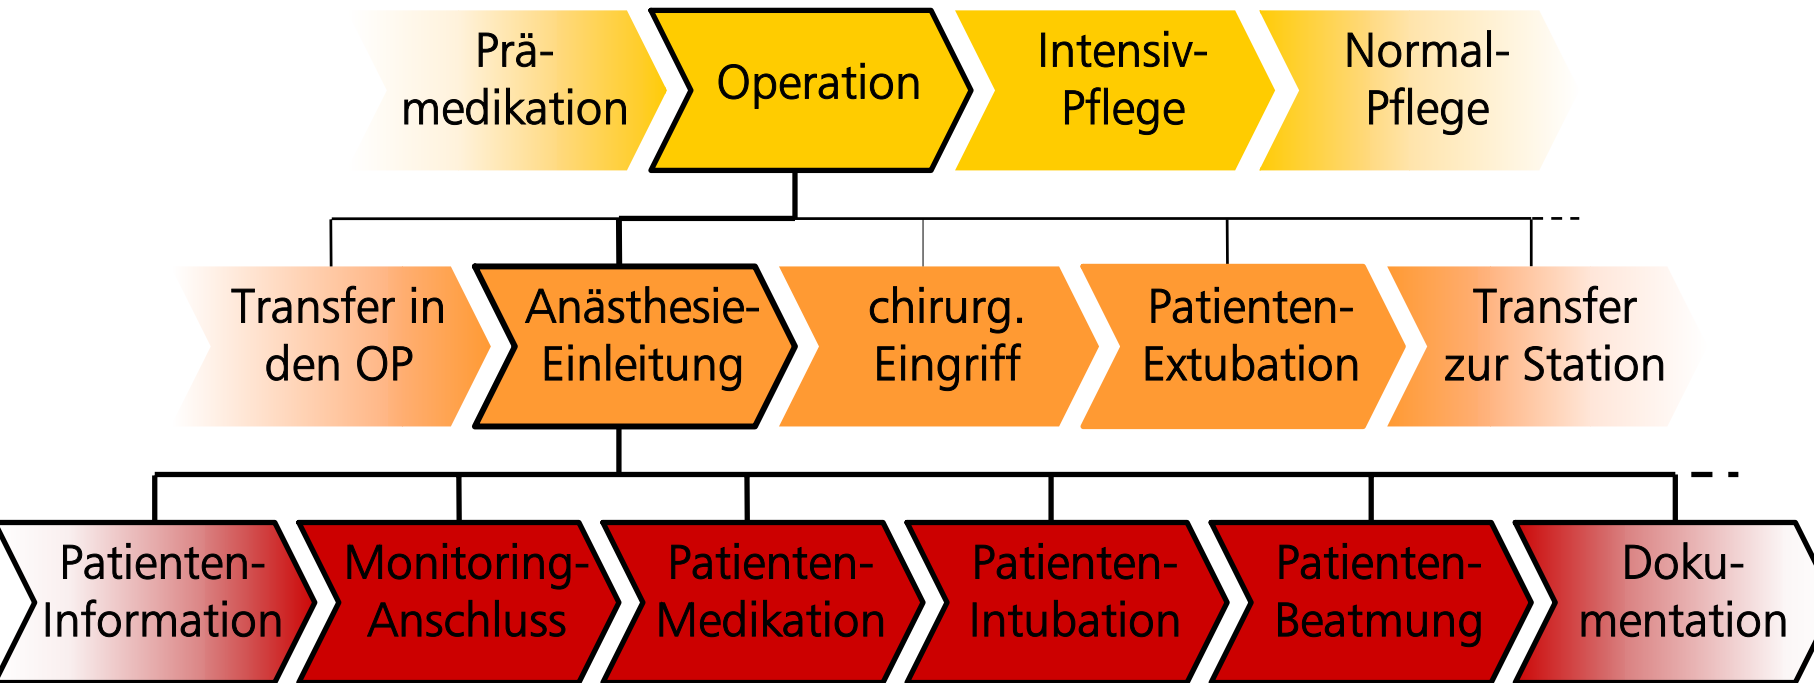 Prä-
medikation
Operation
Intensiv-
Pflege
Normal-
Pflege
Transfer in
den OP
Anästhesie-
Einleitung
chirurg.
Eingriff
Patienten-
Extubation
Transfer
zur Station
Patienten-
Information
Monitoring-
Anschluss
Patienten-
Medikation
Patienten-
Intubation
Patienten-
Beatmung
Doku-
mentation